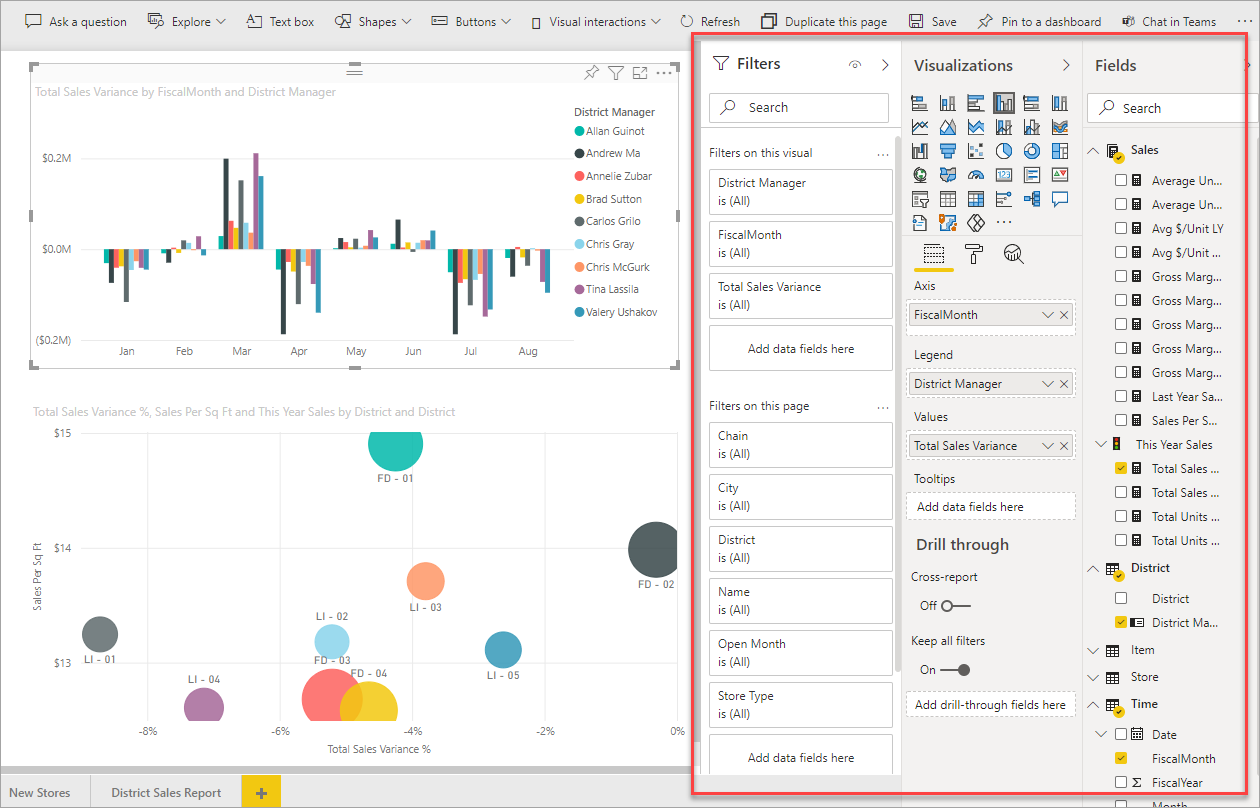 Ask a question
Explore
Text box
Shapes
Buttons
Visual interactions
Refresh
Duplicate this page
Save
Pin to a dashboard
Chat in Teams
Total Sales Variance by FiscalMonth and District Manager
$0.2M
$0.0M
($0.2M)
Jan
Feb
Mar
Apr
May
Jun
Jul
Aug
District Manager
Allan Guinot
Andrew Ma
Annelie Zubar
Brad Sutton
Carlos Grilo
Chris Gray
Chris McGurk
Tina Lassila
Valery Ushakov
Total Sales Variance %, Sales Per Sq Ft and This Year Sales by District and District
Sales Per Sq Ft
$15
$14
$13
FD - 01
FD - 02
LI - 03
LI - 02
LI - 01
FD - 03
FD - 04
LI - 05
LI - 04
-8%
-6%
-4%
-2%
0%
Total Sales Variance %
New Stores
District Sales Report
Filters
Search
Filters on this visual
District Manager
is (All)
FiscalMonth
is (All)
Total Sales Variance
is (All)
Add data fields here
Filters on this page
Chain
is (All)
City
is (All)
District
is (All)
Name
is (All)
Open Month
is (All)
Store Type
is (All)
Add data fields here
Visualizations
Axis
FiscalMonth
Legend
District Manager
Values
Total Sales Variance
Tooltips
Add data fields here
Drill through
Cross-report
Off
Keep all filters
On
Add drill-through fields here
Fields
Search
Sales
Average Un...
Average Un...
Avg $/Unit LY
Avg $/Unit ...
Gross Marg...
Gross Marg...
Gross Marg...
Gross Marg...
Gross Marg...
Last Year Sa...
Sales Per S...
This Year Sales
Total Sales ...
Total Sales ...
Total Units ...
Total Units ...
District
District
District Ma...
Item
Store
Time
Date
FiscalMonth
FiscalYear
Month